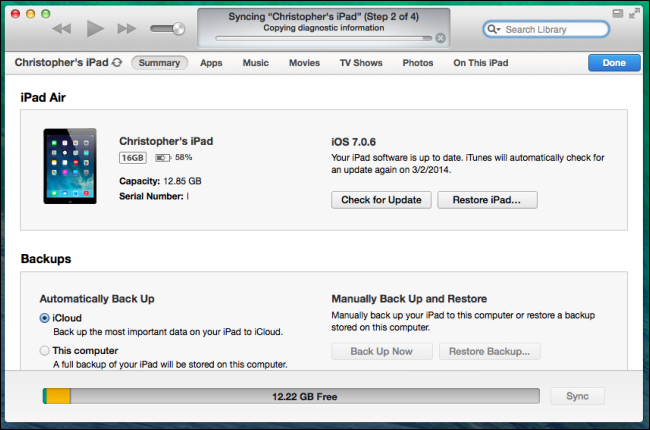 Syncing “Christopher's iPad” (Step 2 of 4)
Copying diagnostic information
Search Library
Christopher's iPad
Summary
Apps
Music
Movies
TV Shows
Photos
On This iPad
Done
iPad Air
Christopher's iPad
16GB 58%
Capacity: 12.85 GB
Serial Number:
iOS 7.0.6
Your iPad software is up to date. iTunes will automatically check for
an update again on 3/2/2014.
Check for Update
Restore iPad...
Backups
Automatically Back Up
iCloud
Back up the most important data on your iPad to iCloud.
This computer
A full backup of your iPad will be stored on this computer.
Manually Back Up and Restore
Manually back up your iPad to this computer or restore a backup
stored on this computer.
Back Up Now
Restore Backup...
12.22 GB Free
Sync